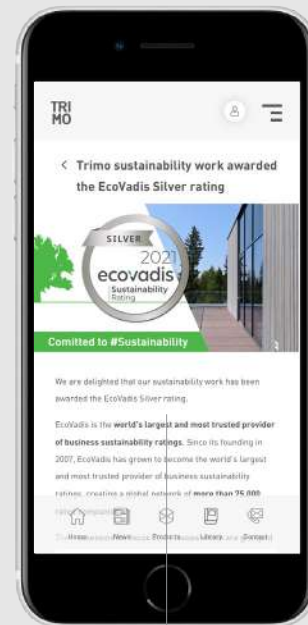 TRI
MO
Trimo sustainability work awarded
the EcoVadis Silver rating
SILVER
2021
ecovadis
Sustainability
Rating
Comitted to #Sustainability
We are delighted that our sustainability work has been
awarded the EcoVadis Silver rating.
EcoVadis is the world's largest and most trusted provider
of business sustainability ratings. Since its founding in
2007, EcoVadis has grown to become the world's largest
and most trusted provider of business sustainability
ratings, creating a global network of more than 75,000
Home News Products Library Contact